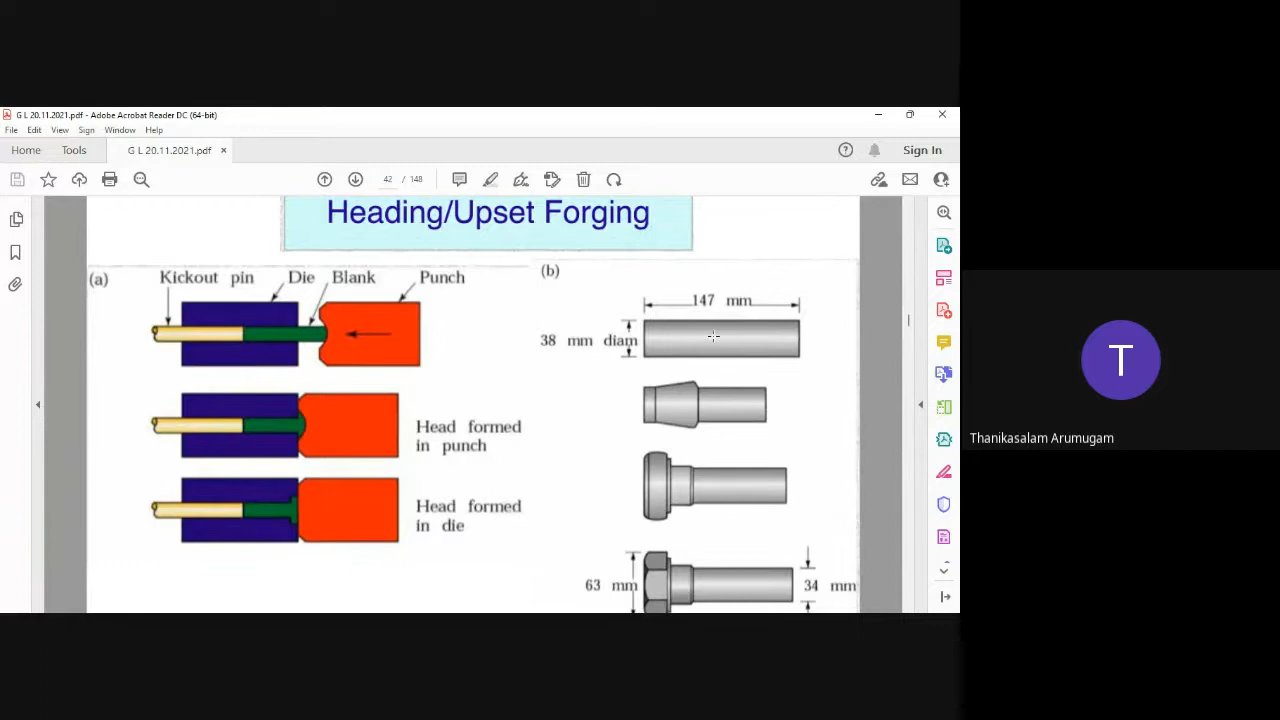 G L 20.11.2021.pdf - Adobe Acrobat Reader DC (64-bit)
File Edit View Sign Window Help
Home Tools G L 20.11.2021.pdf × Sign In
42 / 148
Heading/Upset Forging
(a) Kickout pin Die Blank Punch
Head formed
in punch
Head formed
in die
(b)
147 mm
38 mm diam
63 mm
34 mm
T
Thanikasalam Arumugam